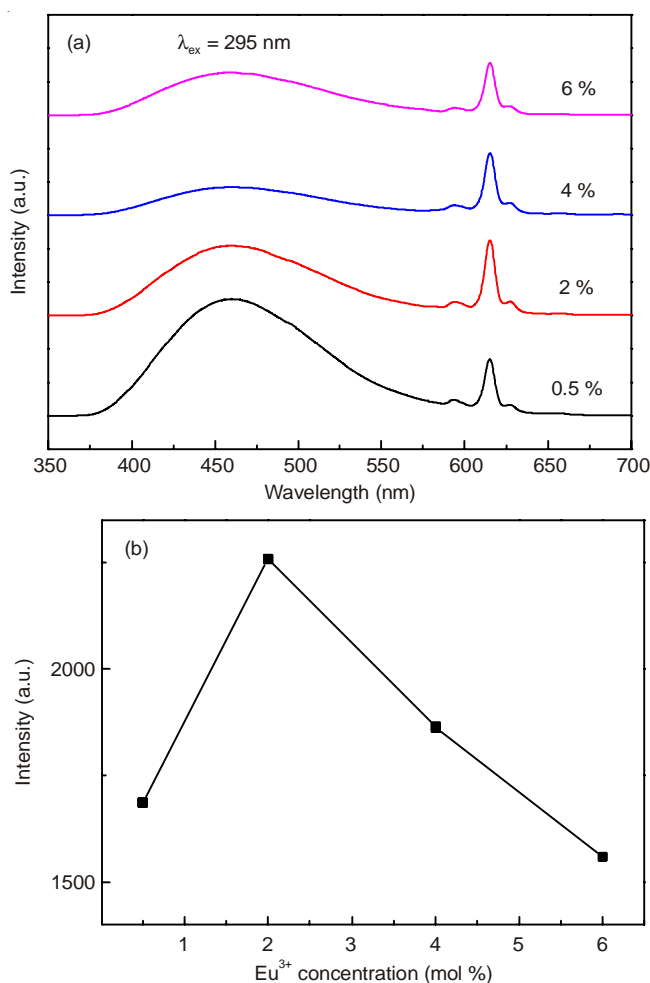 (a)
λex = 295 nm
6 %
4 %
2 %
0.5 %
Intensity (a.u.)
350 400 450 500 550 600 650 700
Wavelength (nm)
(b)
2000
1500
Intensity (a.u.)
1 2 3 4 5 6
Eu³⁺ concentration (mol %)